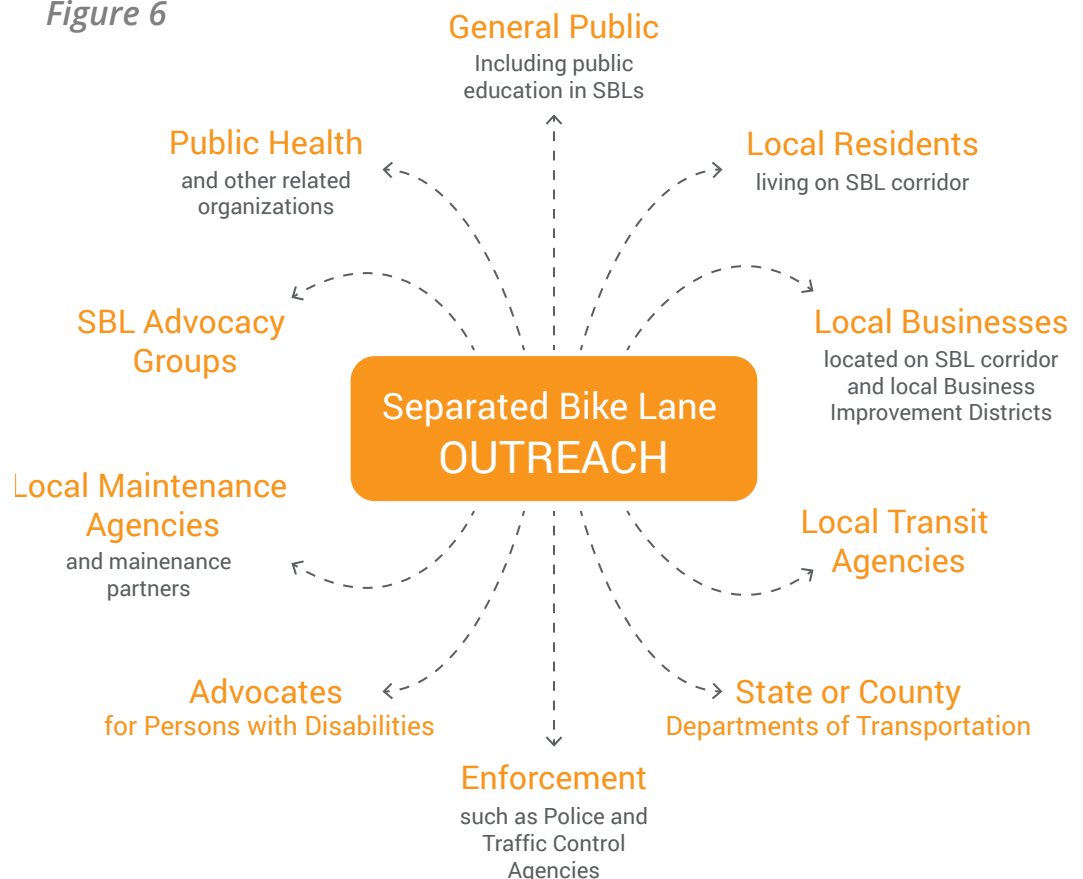 Figure 6
General Public
Including public
education in SBLs
Public Health
and other related
organizations
Local Residents
living on SBL corridor
SBL Advocacy
Groups
Local Businesses
located on SBL corridor
and local Business
Improvement Districts
Separated Bike Lane
OUTREACH
Local Maintenance
Agencies
and mainenance
partners
Local Transit
Agencies
Advocates
for Persons with Disabilities
State or County
Departments of Transportation
Enforcement
such as Police and
Traffic Control
Agencies